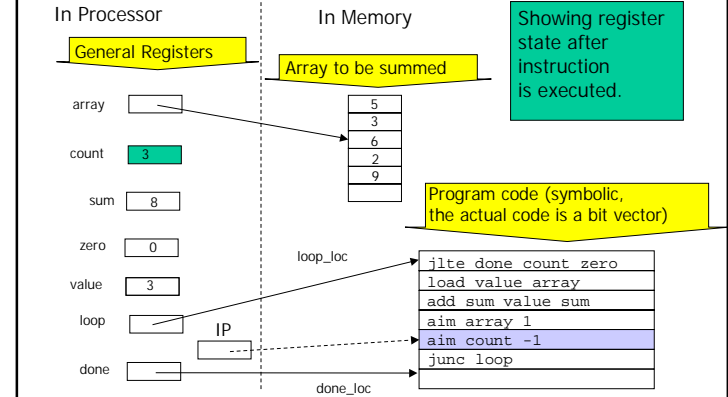 In Processor
In Memory
Showing register
state after
instruction
is executed.
General Registers
Array to be summed
array
count
3
sum
8
zero
0
value
3
loop
IP
done
5
3
6
2
9
Program code (symbolic,
the actual code is a bit vector)
loop_loc
jlte done count zero
load value array
add sum value sum
aim array 1
aim count -1
junc loop
done_loc